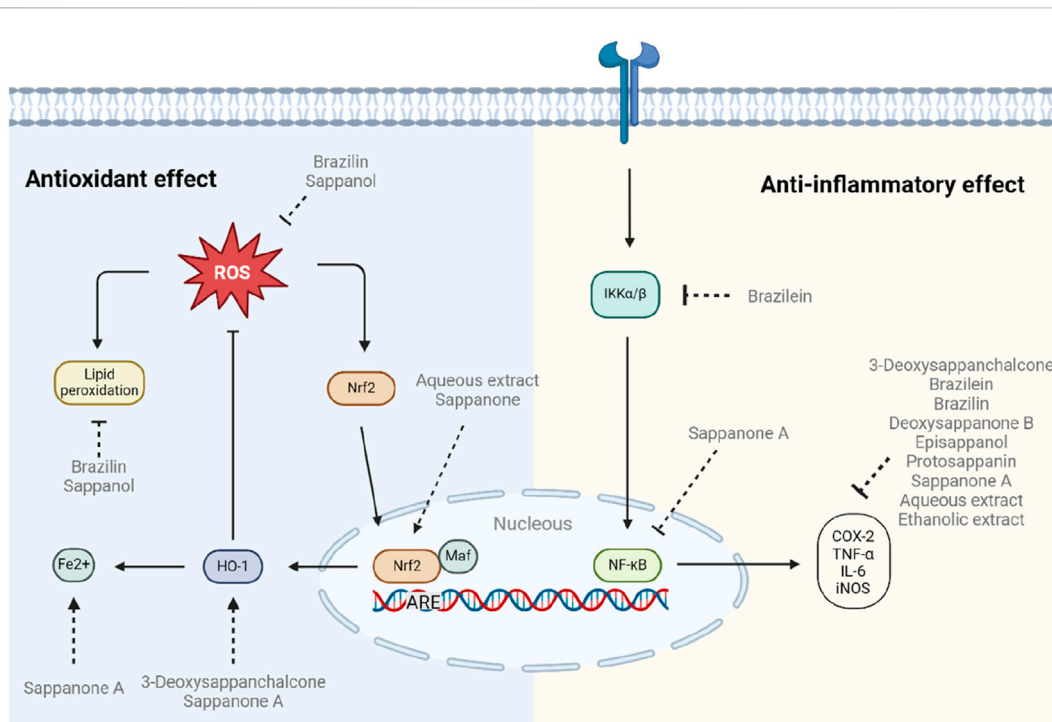 Brazilin
Sappanol
Antioxidant effect
Anti-inflammatory effect
ROS
IKKα/β
Brazilein
Lipid
peroxidation
Nrf2
Aqueous extract
Sappanone
3-Deoxysappanchalcone
Brazilein
Brazilin
Deoxysappanone B
Episappanol
Protosappanin
Sappanone A
Aqueous extract
Ethanolic extract
Sappanone A
Brazilin
Sappanol
Nucleous
COX-2
TNF-α
IL-6
iNOS
Fe2+
HO-1
Nrf2
Maf
NF-κB
ARE
Sappanone A
3-Deoxysappanchalcone
Sappanone A